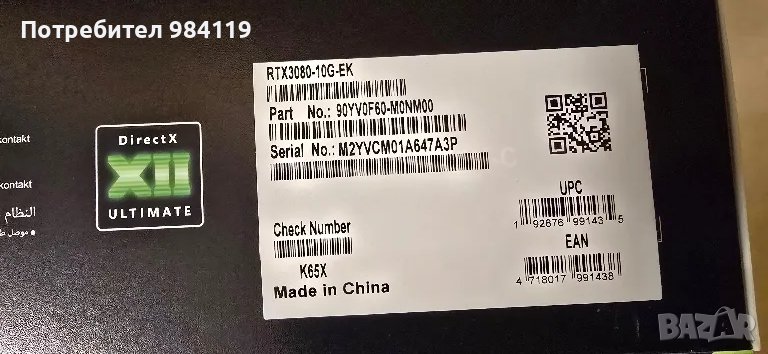 Потребител 984119
RTX3080-10G-EK
Part No.: 90YV0F60-M0NM00
Serial No.: M2YVCM01A647A3P
UPC
1 92876 99143 5
EAN
4 718017 991438
Check Number
K65X
Made in China
DirectX
XII
ULTIMATE
kontakt
kontakt
النظام
BAZAR